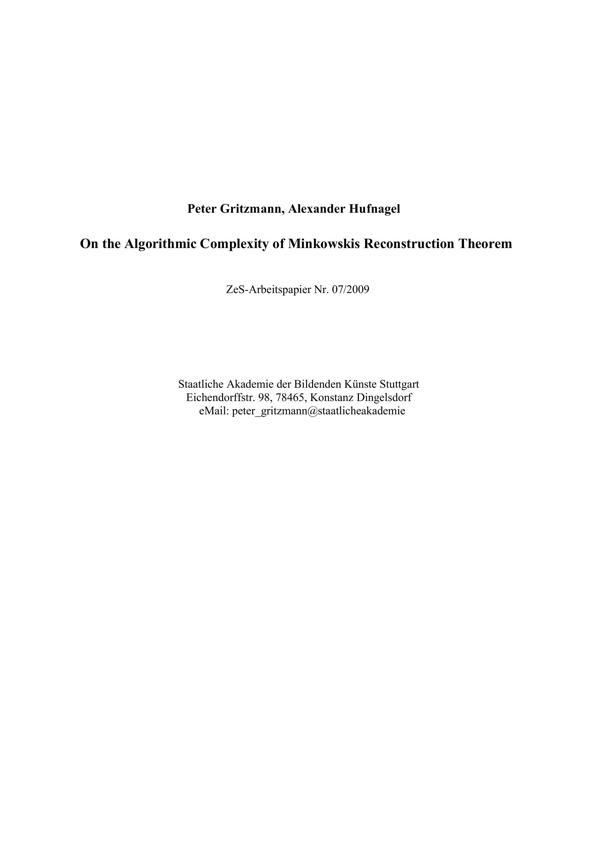 Peter Gritzmann, Alexander Hufnagel
On the Algorithmic Complexity of Minkowskis Reconstruction Theorem
ZeS-Arbeitspapier Nr. 07/2009
Staatliche Akademie der Bildenden Künste Stuttgart
Eichendorffstr. 98, 78465, Konstanz Dingelsdorf
eMail: peter_gritzmann@staatlicheakademie